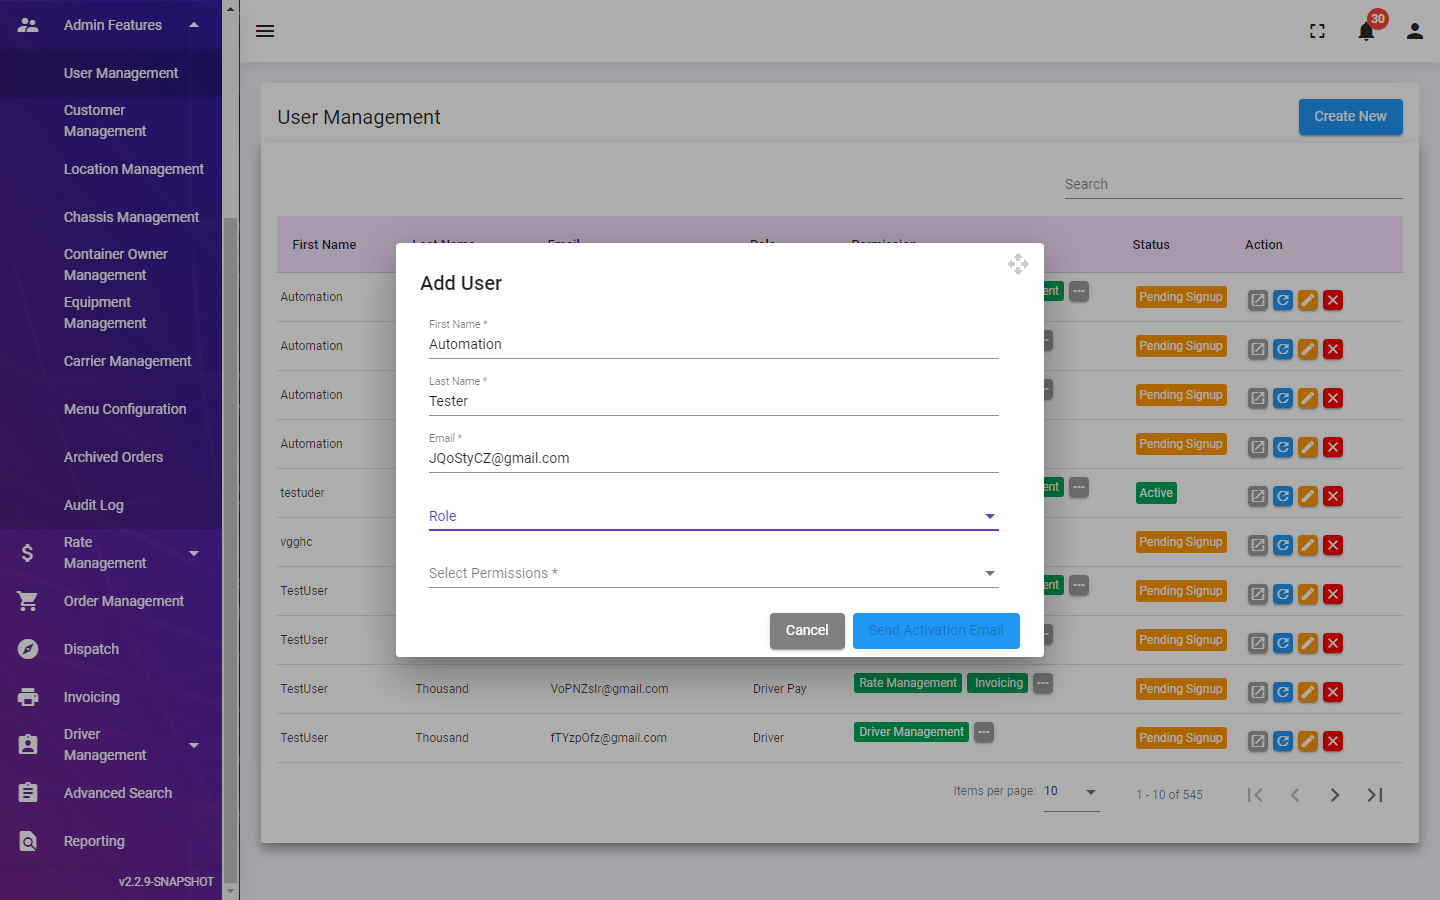 Admin Features
User Management
Customer
Management
Location Management
Chassis Management
Container Owner
Management
Equipment
Management
Carrier Management
Menu Configuration
Archived Orders
Audit Log
Rate
Management
Order Management
Dispatch
Invoicing
Driver
Management
Advanced Search
Reporting
v2.2.9-SNAPSHOT
30
User Management
Create New
Search
First Name Last Name Email Role Permission Status Action
Automation ent --- Pending Signup
Automation Pending Signup
Automation Pending Signup
Automation Pending Signup
testuder ent --- Active
vgghc Pending Signup
TestUser ent --- Pending Signup
TestUser Pending Signup
TestUser Thousand VoPNZsIr@gmail.com Driver Pay Rate Management Invoicing --- Pending Signup
TestUser Thousand fTYzpOfz@gmail.com Driver Driver Management --- Pending Signup
Items per page: 10 1 - 10 of 545
Add User
First Name *
Automation
Last Name *
Tester
Email *
JQoStyCZ@gmail.com
Role
Select Permissions *
Cancel
Send Activation Email